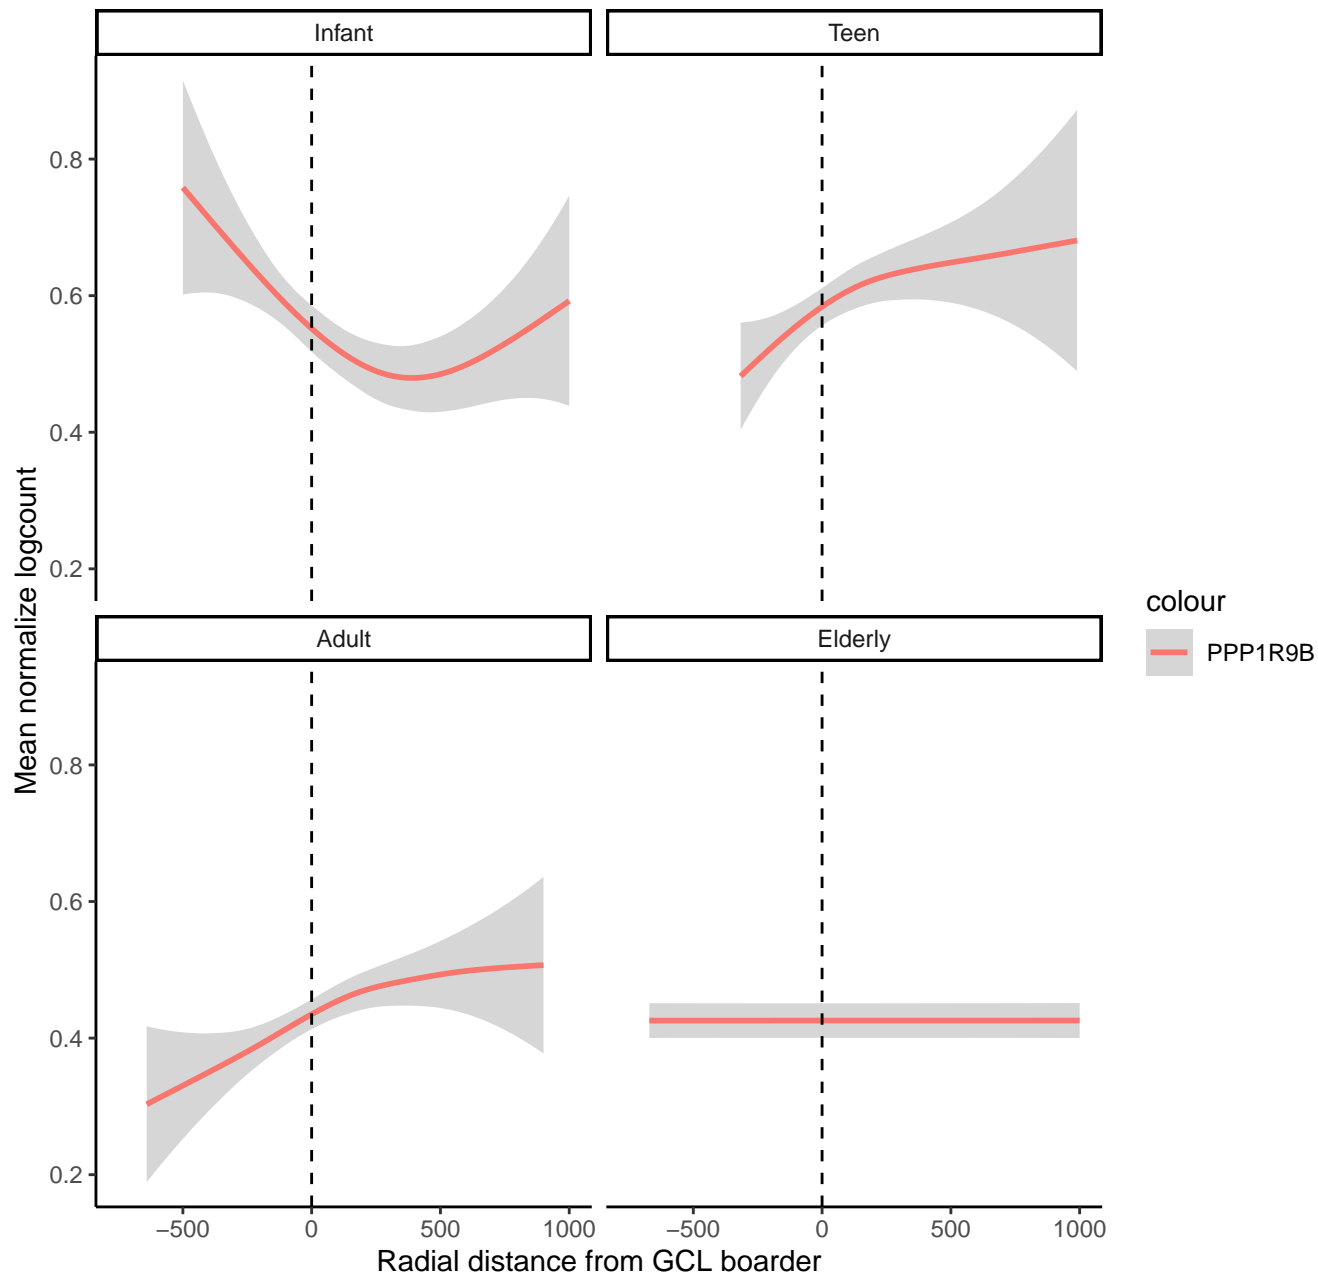 Infant
Teen
0.8
0.6
0.4
0.2
Mean normalize logcount
Adult
Elderly
0.8
0.6
0.4
0.2
−500
0
500
1000
−500
0
500
1000
Radial distance from GCL boarder
colour
PPP1R9B